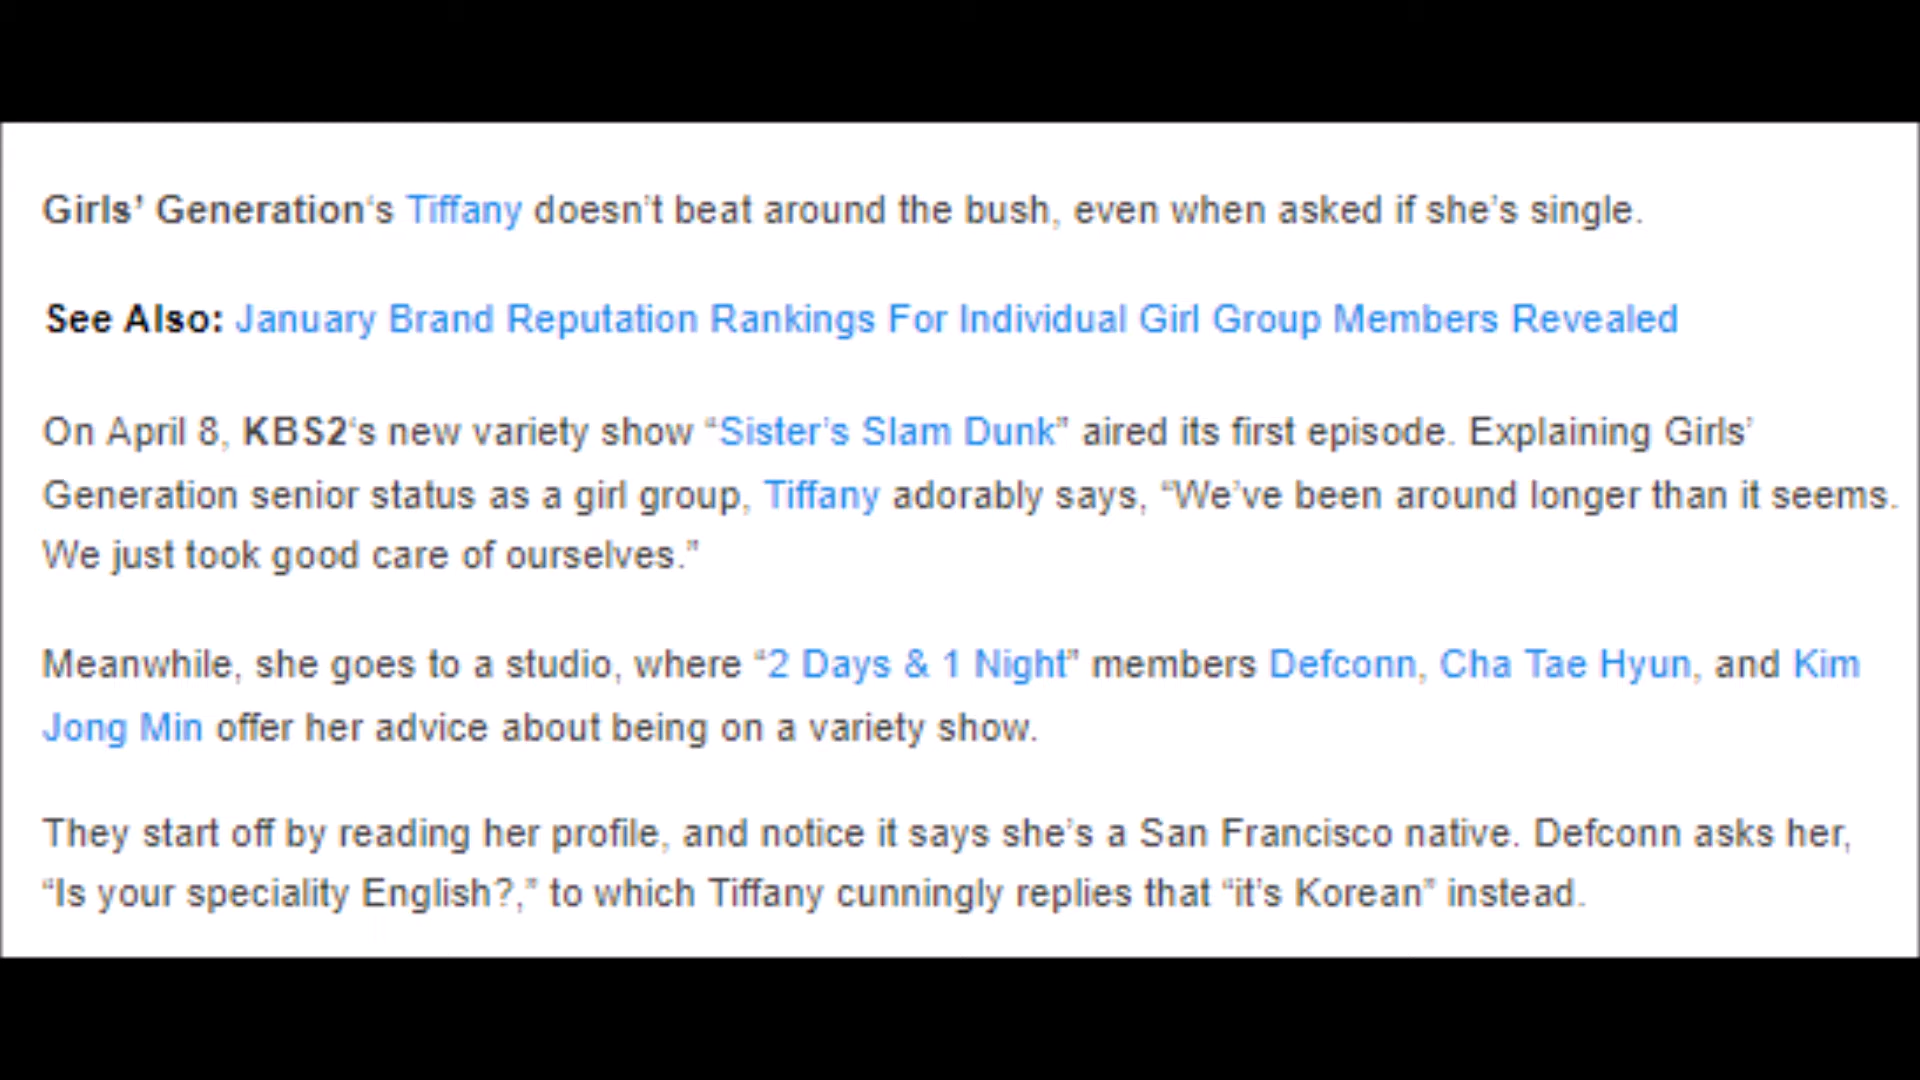 Girls’ Generation‘s Tiffany doesn’t beat around the bush, even when asked if she’s single.
See Also: January Brand Reputation Rankings For Individual Girl Group Members Revealed
On April 8, KBS2‘s new variety show “Sister’s Slam Dunk” aired its first episode. Explaining Girls’
Generation senior status as a girl group, Tiffany adorably says, “We’ve been around longer than it seems.
We just took good care of ourselves.”
Meanwhile, she goes to a studio, where “2 Days & 1 Night” members Defconn, Cha Tae Hyun, and Kim
Jong Min offer her advice about being on a variety show.
They start off by reading her profile, and notice it says she’s a San Francisco native. Defconn asks her,
“Is your speciality English?,” to which Tiffany cunningly replies that “it’s Korean” instead.